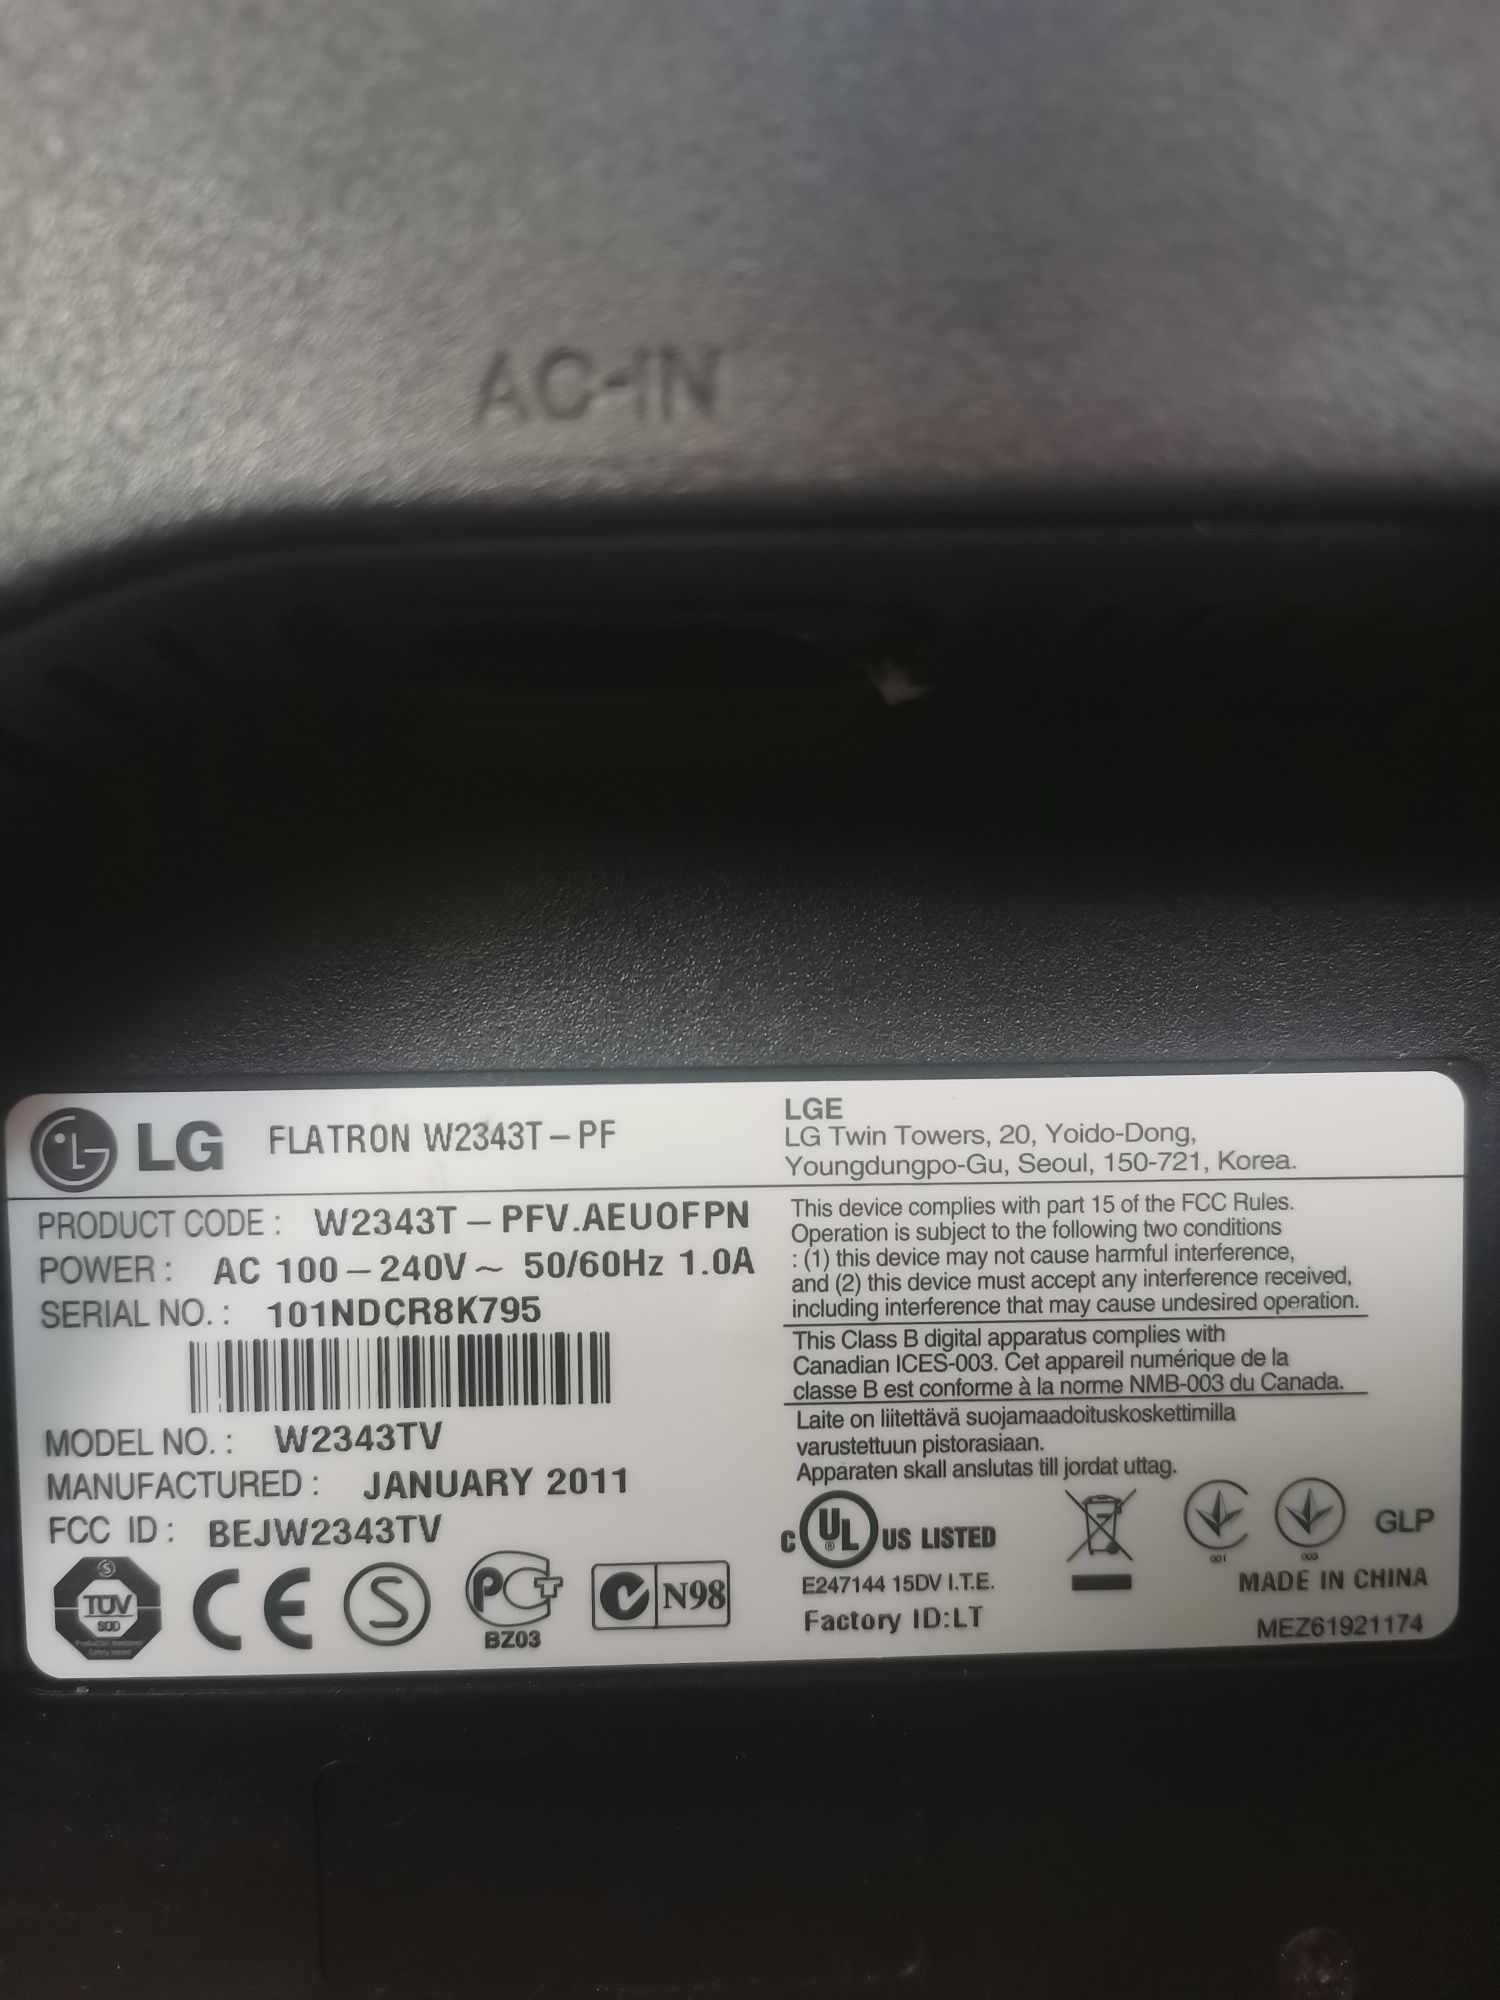 AC-IN
LG FLATRON W2343T-PF
PRODUCT CODE: W2343T-PFV.AEUOFPN
POWER: AC 100-240V~ 50/60Hz 1.0A
SERIAL NO.: 101NDCR8K795
MODEL NO.: W2343TV
MANUFACTURED: JANUARY 2011
FCC ID: BEJW2343TV
S
TÜV
SÜD
Production monitored
Safety tested
CE
S
PCT
BZ03
N98
LGE
LG Twin Towers, 20, Yoido-Dong,
Youngdungpo-Gu, Seoul, 150-721, Korea.
This device complies with part 15 of the FCC Rules.
Operation is subject to the following two conditions
: (1) this device may not cause harmful interference,
and (2) this device must accept any interference received,
including interference that may cause undesired operation.
This Class B digital apparatus complies with
Canadian ICES-003. Cet appareil numérique de la
classe B est conforme à la norme NMB-003 du Canada.
Laite on liitettävä suojamaadoituskoskettimilla
varustettuun pistorasiaan.
Apparaten skall anslutas till jordat uttag.
C UL ® US LISTED
E247144 15DV I.T.E.
Factory ID:LT
001
003
GLP
MADE IN CHINA
MEZ61921174